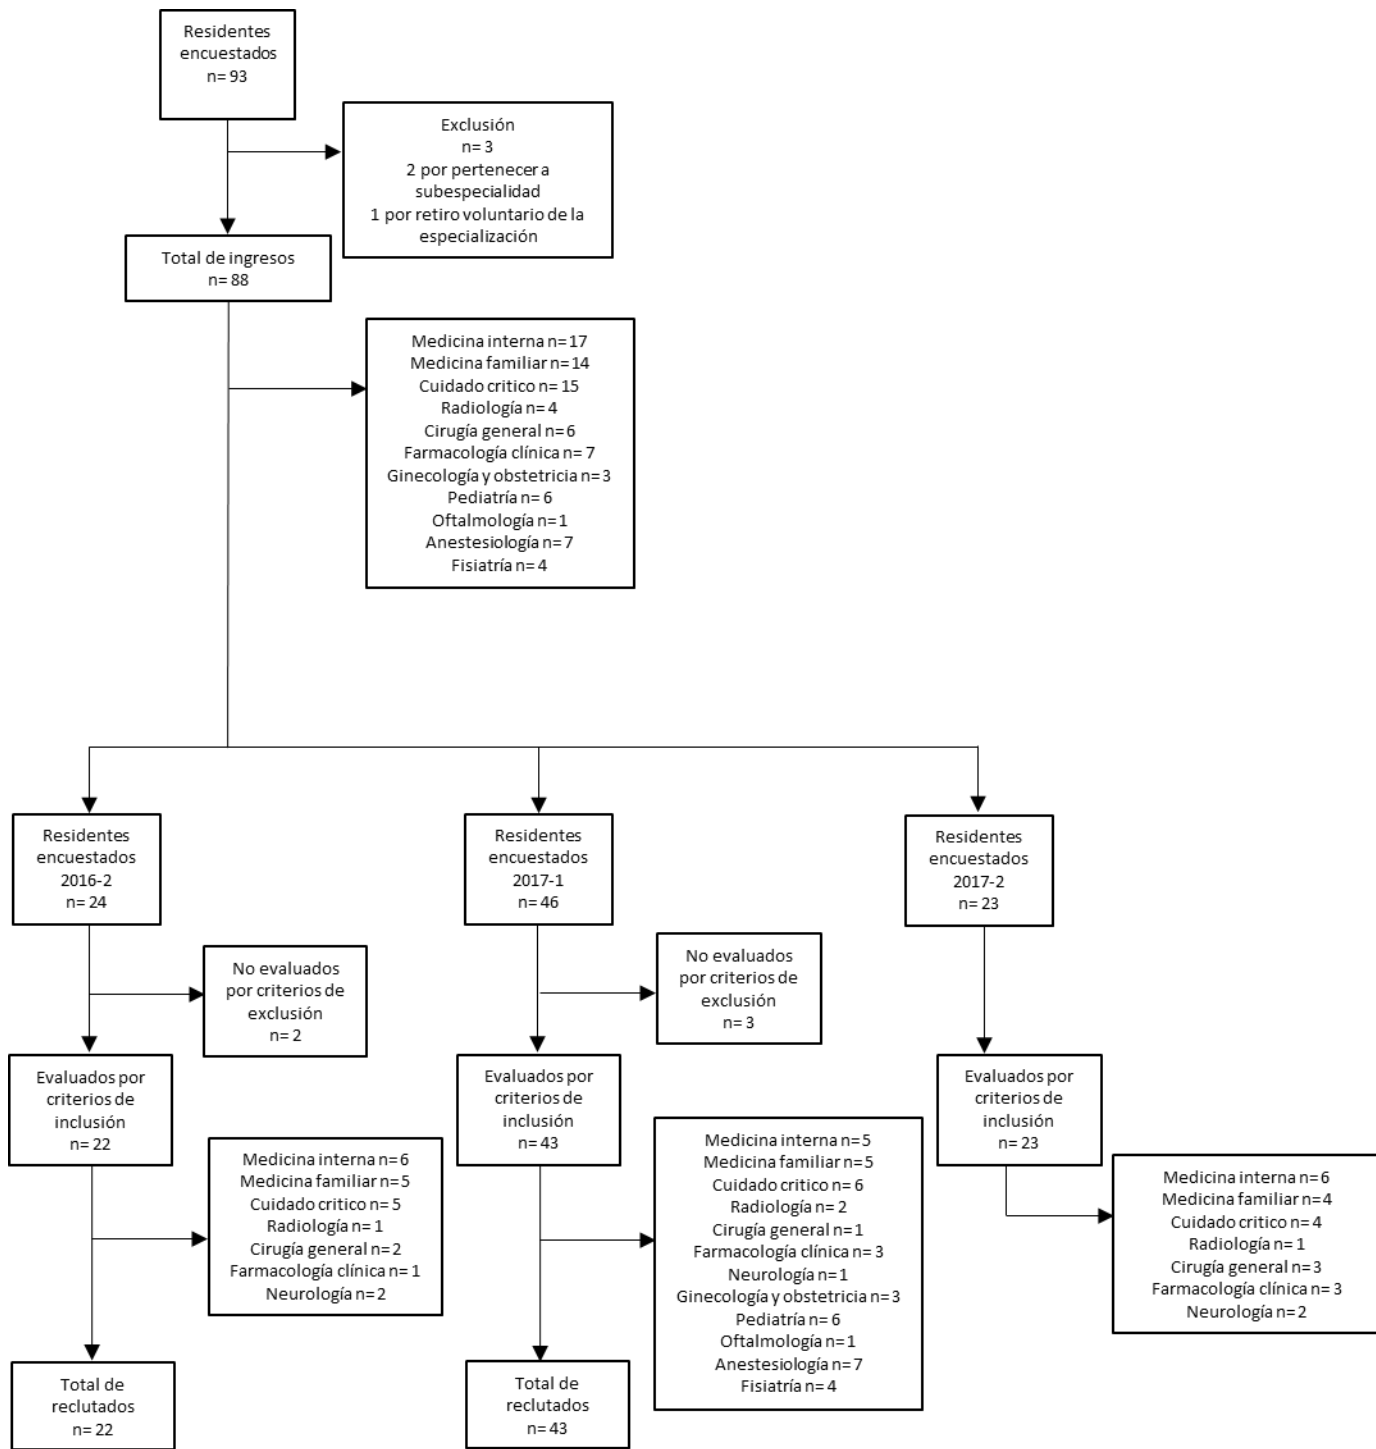 Residentes
encuestados
n= 93
Exclusión
n= 3
2 por pertenecer a
subespecialidad
1 por retiro voluntario de la
especialización
Total de ingresos
n= 88
Medicina interna n=17
Medicina familiar n=14
Cuidado critico n= 15
Radiología n= 4
Cirugía general n=6
Farmacología clínica n= 7
Ginecología y obstetricia n=3
Pediatría n= 6
Oftalmología n=1
Anestesiología n=7
Fisiatría n= 4
Residentes
encuestados
2016-2
n= 24
No evaluados
por criterios de
exclusión
n= 2
Evaluados por
criterios de
inclusión
n= 22
Medicina interna n=6
Medicina familiar n=5
Cuidado critico n= 5
Radiología n= 1
Cirugía general n=2
Farmacología clínica n= 1
Neurología n=2
Total de
reclutados
n= 22
Residentes
encuestados
2017-1
n= 46
No evaluados
por criterios de
exclusión
n= 3
Evaluados por
criterios de
inclusión
n= 43
Medicina interna n=5
Medicina familiar n=5
Cuidado critico n= 6
Radiología n= 2
Cirugía general n=1
Farmacología clínica n= 3
Neurología n=1
Ginecología y obstetricia n=3
Pediatría n= 6
Oftalmología n=1
Anestesiología n=7
Fisiatría n= 4
Total de
reclutados
n= 43
Residentes
encuestados
2017-2
n= 23
Evaluados por
criterios de
inclusión
n= 23
Medicina interna n=6
Medicina familiar n=4
Cuidado critico n= 4
Radiología n= 1
Cirugía general n=3
Farmacología clínica n= 3
Neurología n=2